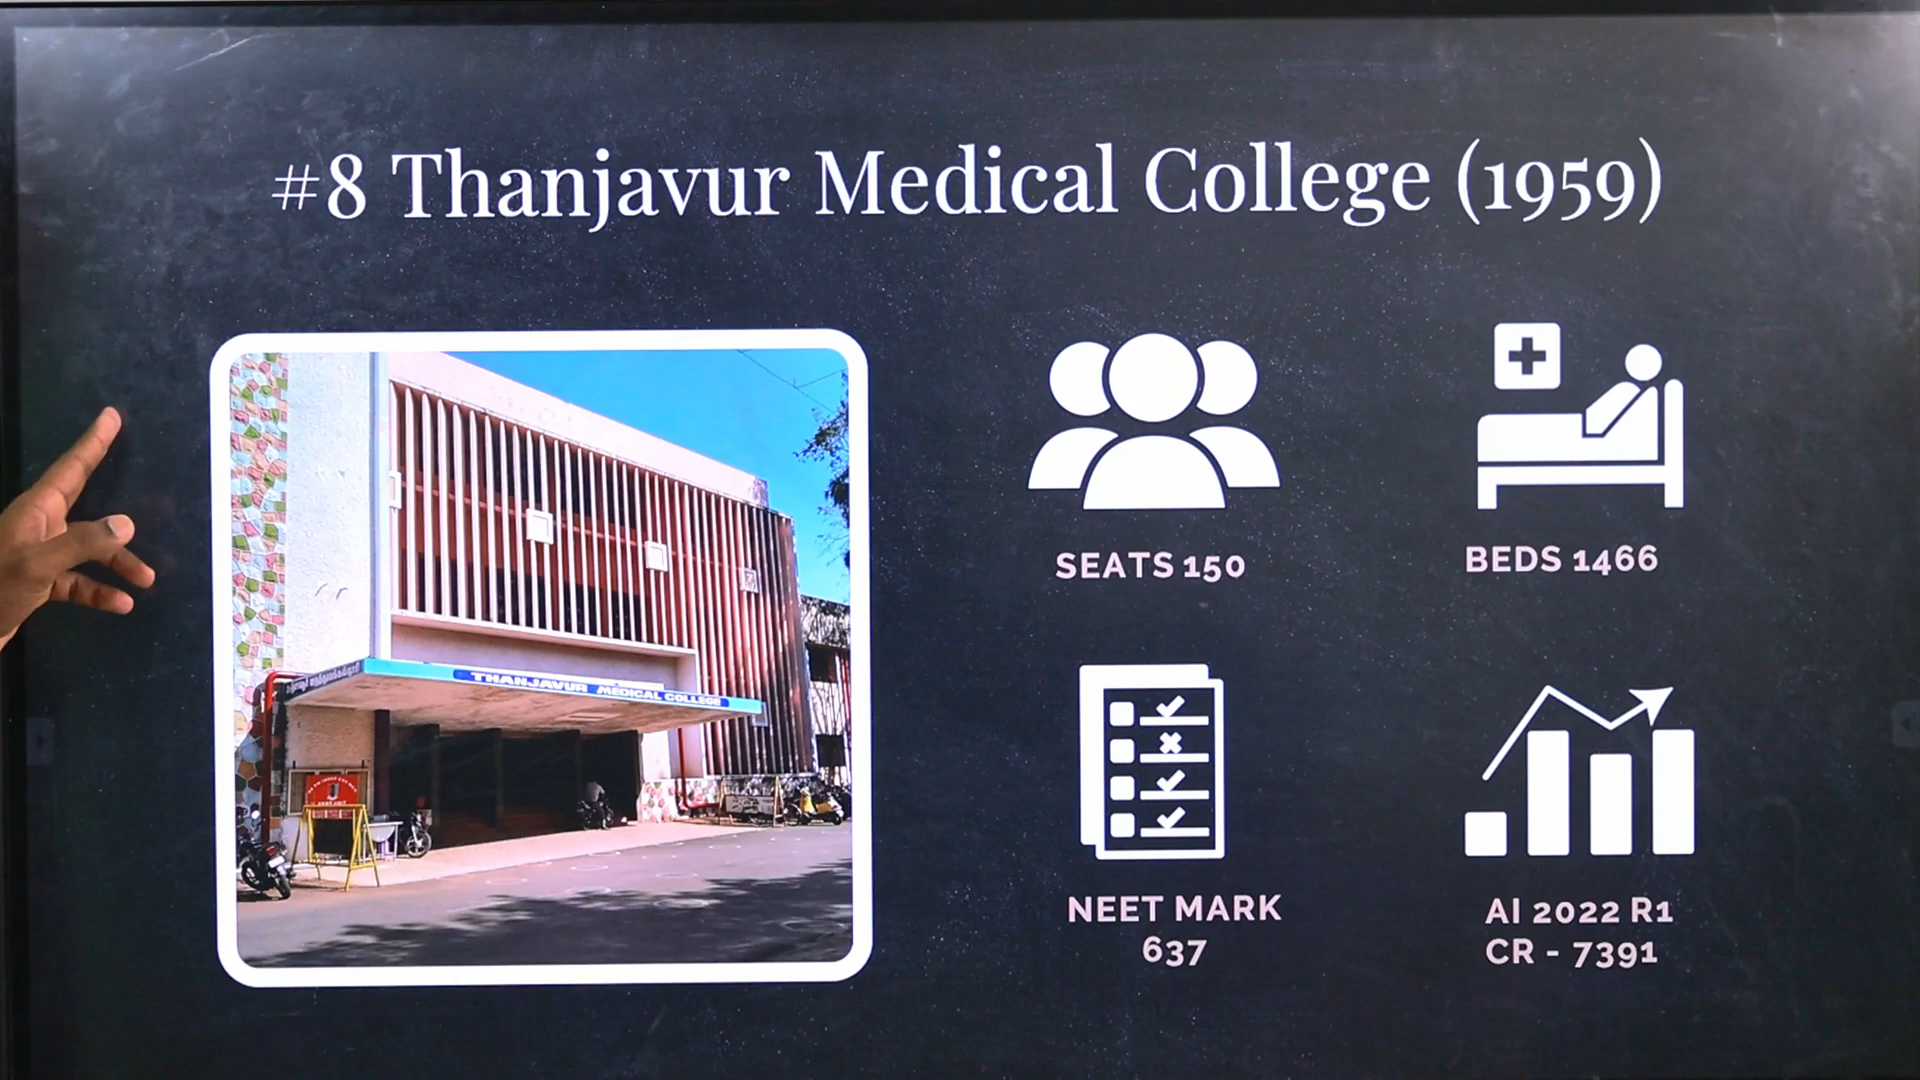 #8 Thanjavur Medical College (1959)
THANJAVUR MEDICAL COLLEGE
SEATS 150
BEDS 1466
NEET MARK
637
AI 2022 R1
CR - 7391